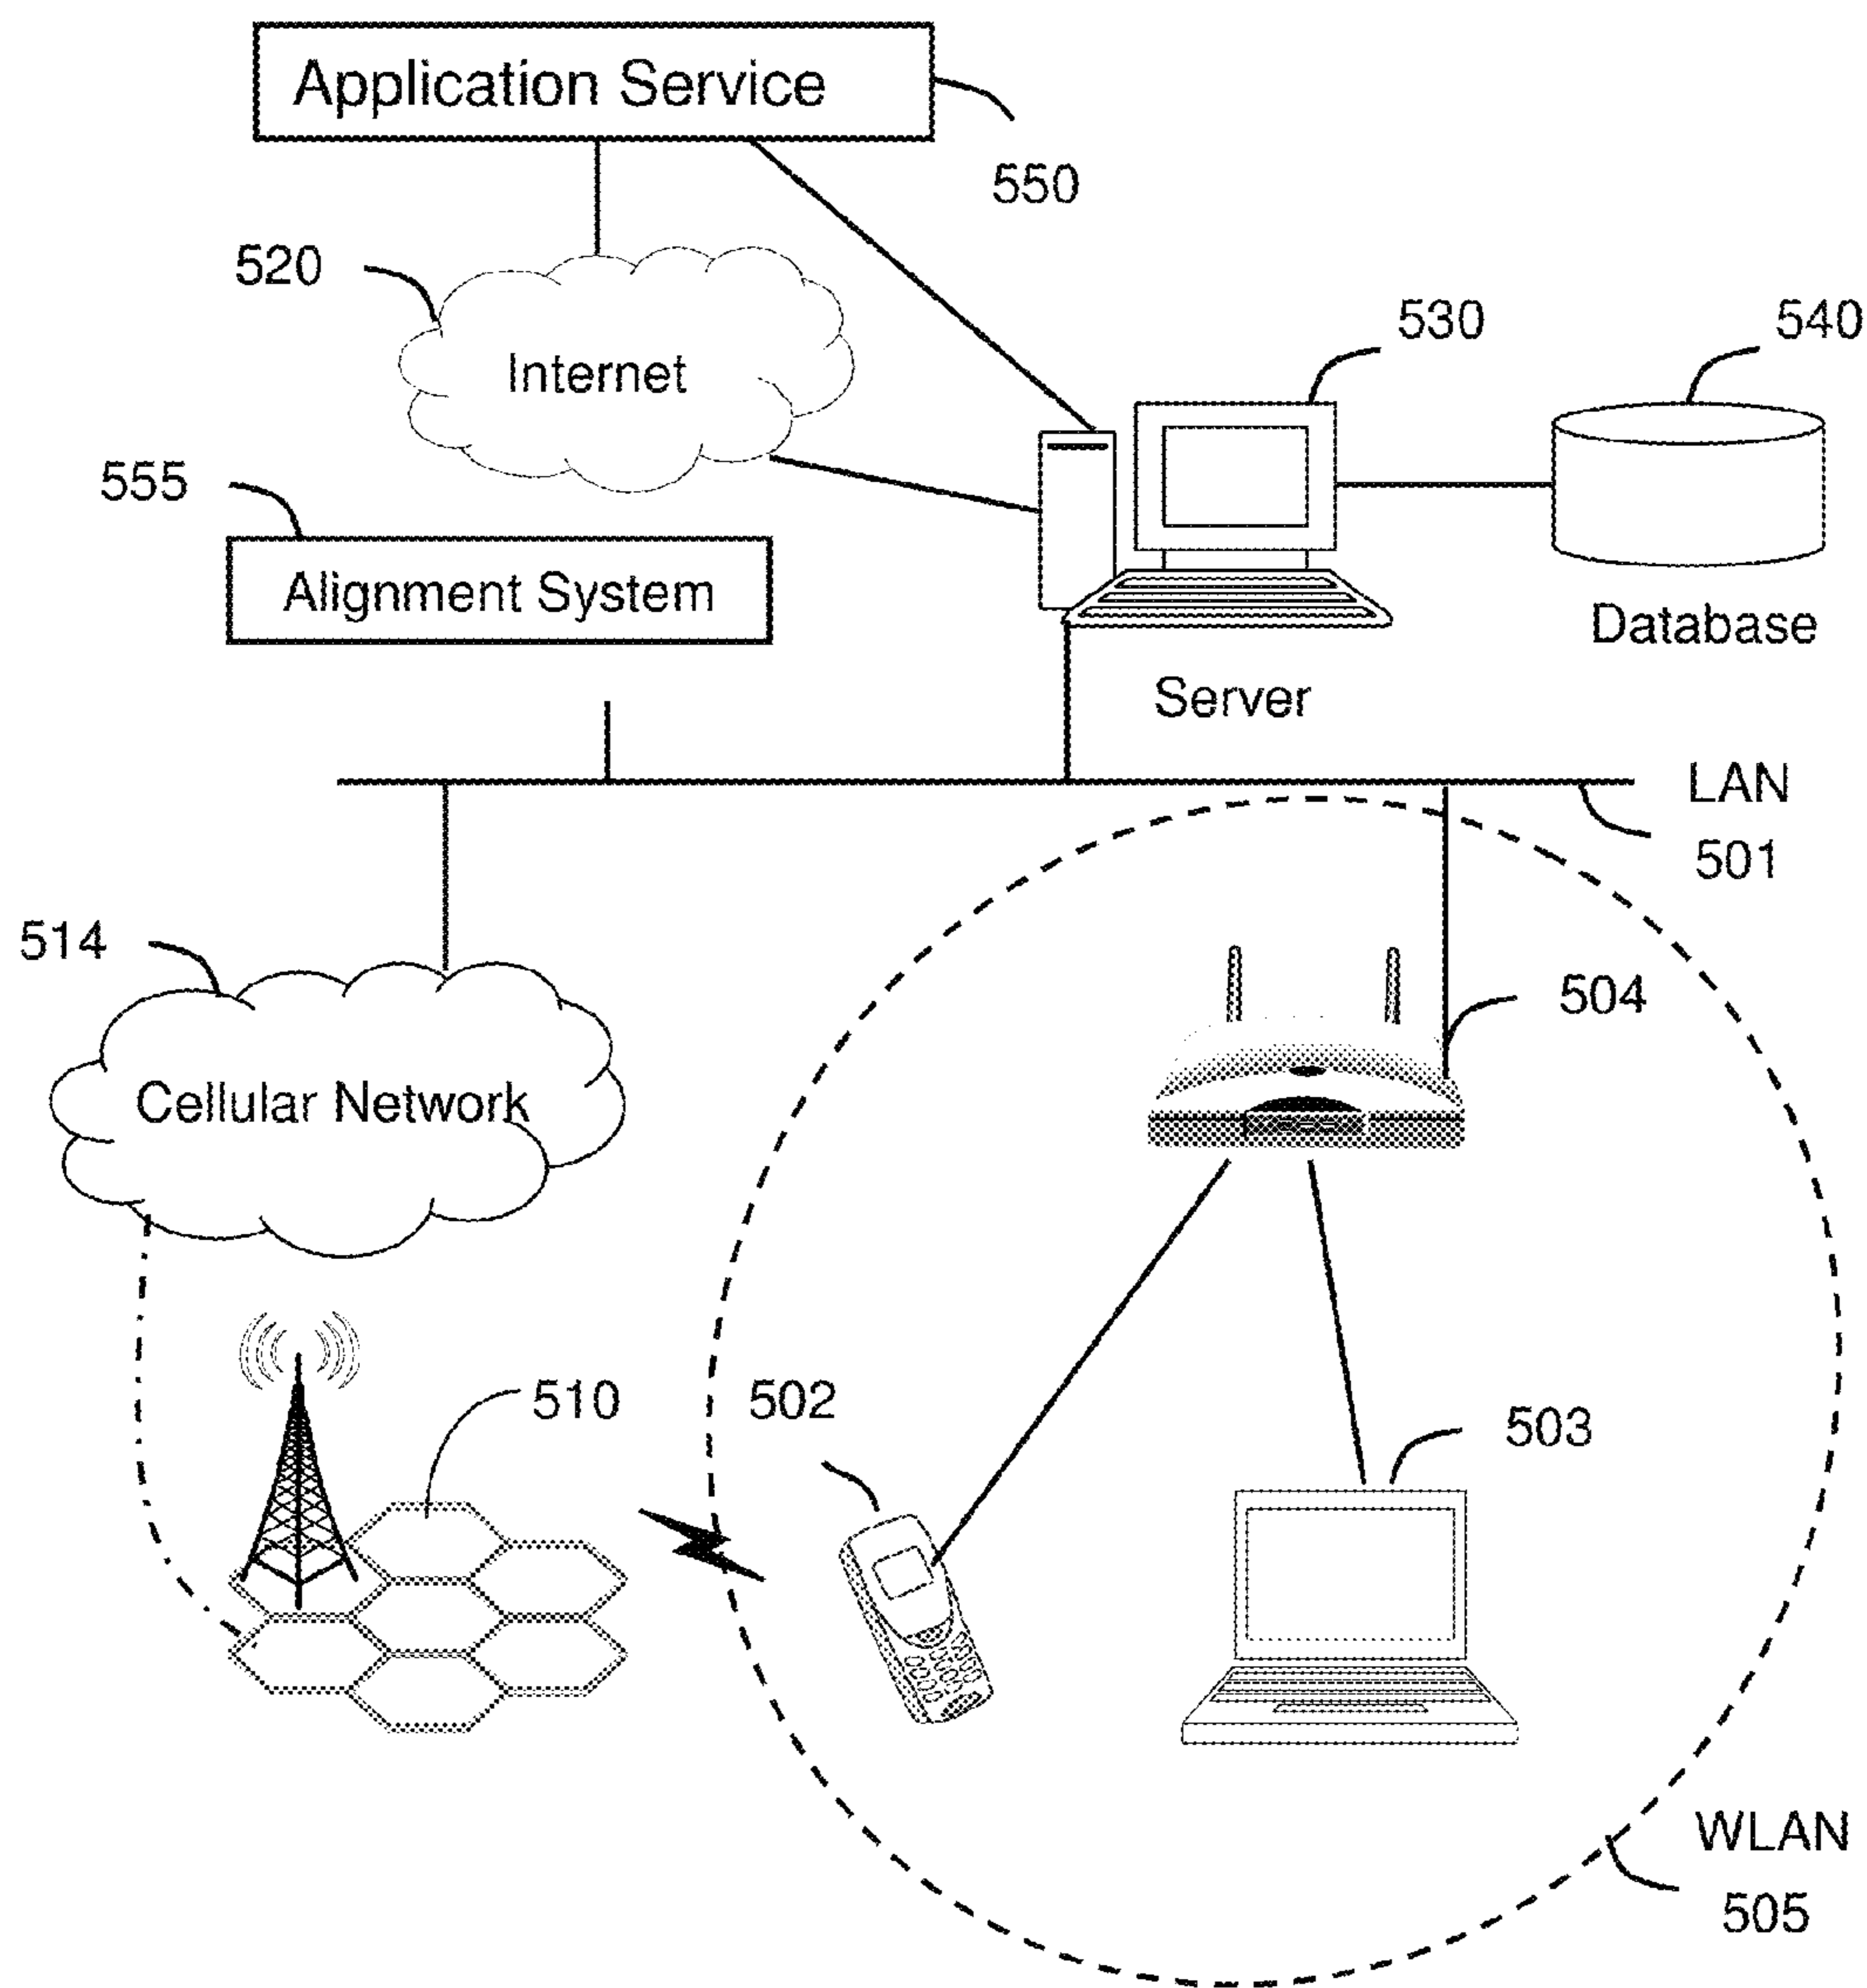 Application Service
550
520
Internet
530
540
555
Alignment System
Database
Server
LAN
501
514
504
Cellular Network
510
502
503
WLAN
505